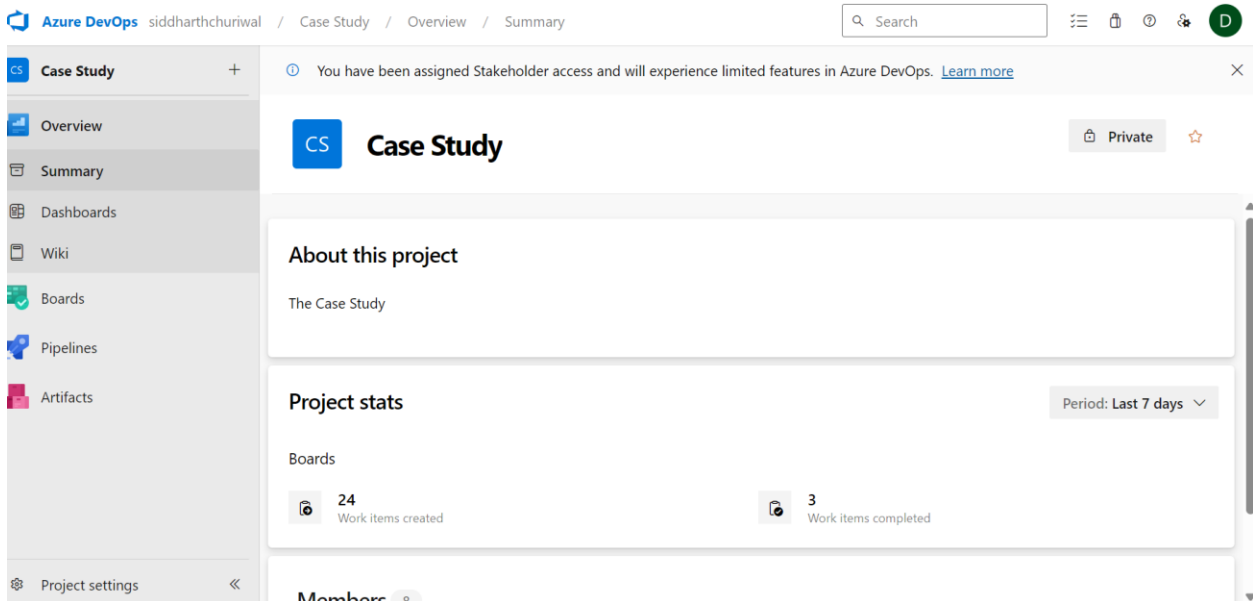 Azure DevOps siddharthchuriwal / Case Study / Overview / Summary
Search
D
CS Case Study +
You have been assigned Stakeholder access and will experience limited features in Azure DevOps. Learn more
Overview
Summary
Dashboards
Wiki
Boards
Pipelines
Artifacts
Project settings
CS Case Study
Private
About this project
The Case Study
Project stats
Period: Last 7 days
Boards
24
Work items created
3
Work items completed
Members